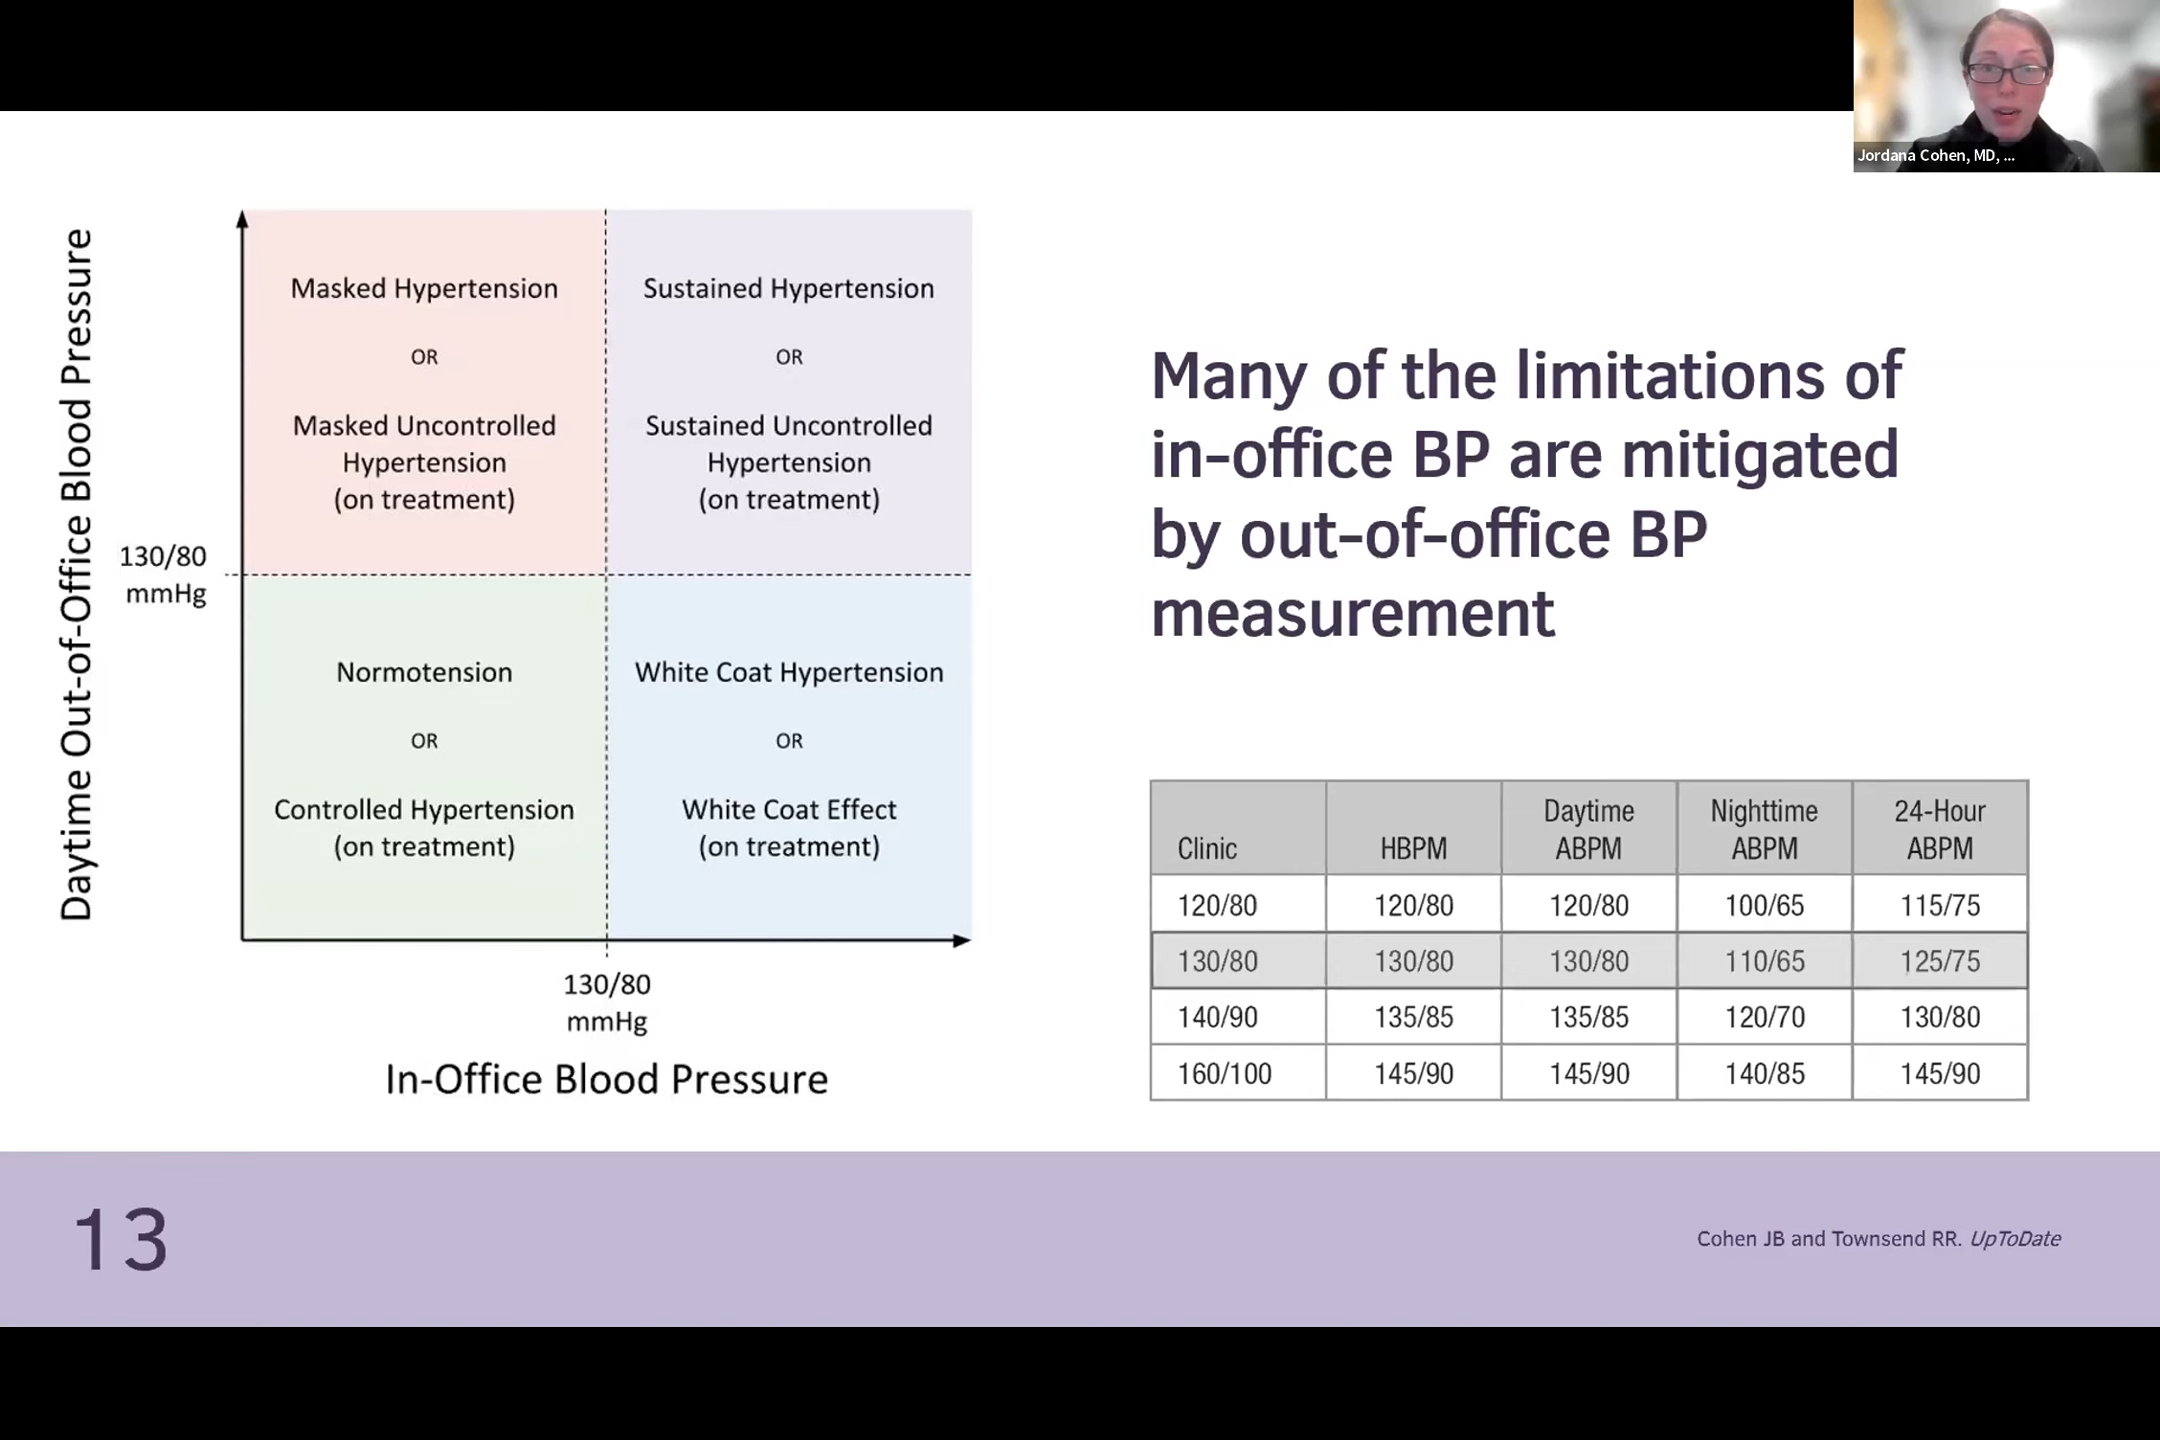 Jordana Cohen, MD, ...
Daytime Out-of-Office Blood Pressure
Masked Hypertension
OR
Masked Uncontrolled
Hypertension
(on treatment)
Sustained Hypertension
OR
Sustained Uncontrolled
Hypertension
(on treatment)
130/80
mmHg
Normotension
OR
Controlled Hypertension
(on treatment)
White Coat Hypertension
OR
White Coat Effect
(on treatment)
130/80
mmHg
In-Office Blood Pressure
Many of the limitations of
in-office BP are mitigated
by out-of-office BP
measurement
Clinic HBPM Daytime ABPM Nighttime ABPM 24-Hour ABPM
120/80 120/80 120/80 100/65 115/75
130/80 130/80 130/80 110/65 125/75
140/90 135/85 135/85 120/70 130/80
160/100 145/90 145/90 140/85 145/90
13
Cohen JB and Townsend RR. UpToDate